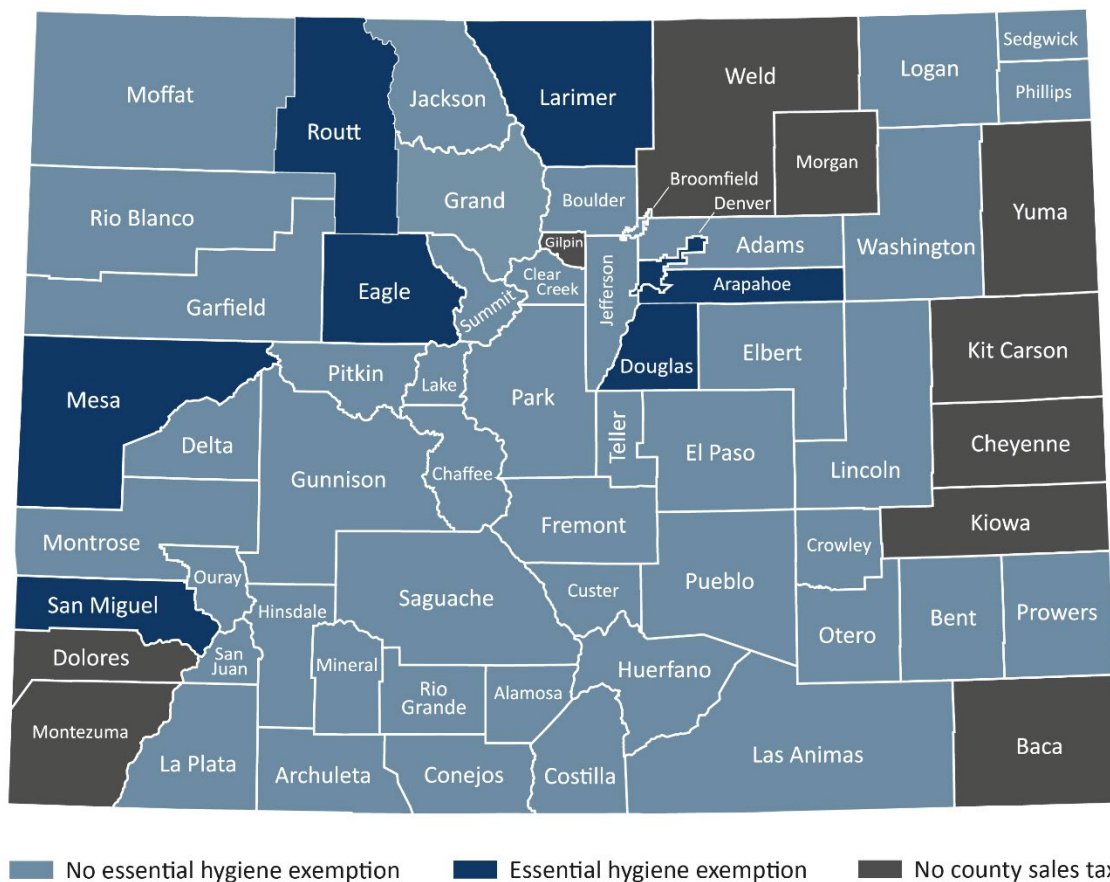 Moffat
Routt
Jackson
Larimer
Weld
Logan
Sedgwick
Phillips
Morgan
Rio Blanco
Grand
Boulder
Broomfield
Denver
Yuma
Gilpin
Adams
Washington
Garfield
Eagle
Summit
Clear
Creek
Jefferson
Arapahoe
Mesa
Pitkin
Lake
Park
Douglas
Elbert
Kit Carson
Delta
Gunnison
Chaffee
Teller
El Paso
Lincoln
Cheyenne
Montrose
Fremont
Kiowa
Ouray
Crowley
San Miguel
Hinsdale
Saguache
Custer
Pueblo
Otero
Bent
Prowers
Dolores
San
Juan
Mineral
Rio
Grande
Alamosa
Huerfano
Montezuma
La Plata
Archuleta
Conejos
Costilla
Las Animas
Baca
No essential hygiene exemption
Essential hygiene exemption
No county sales tax